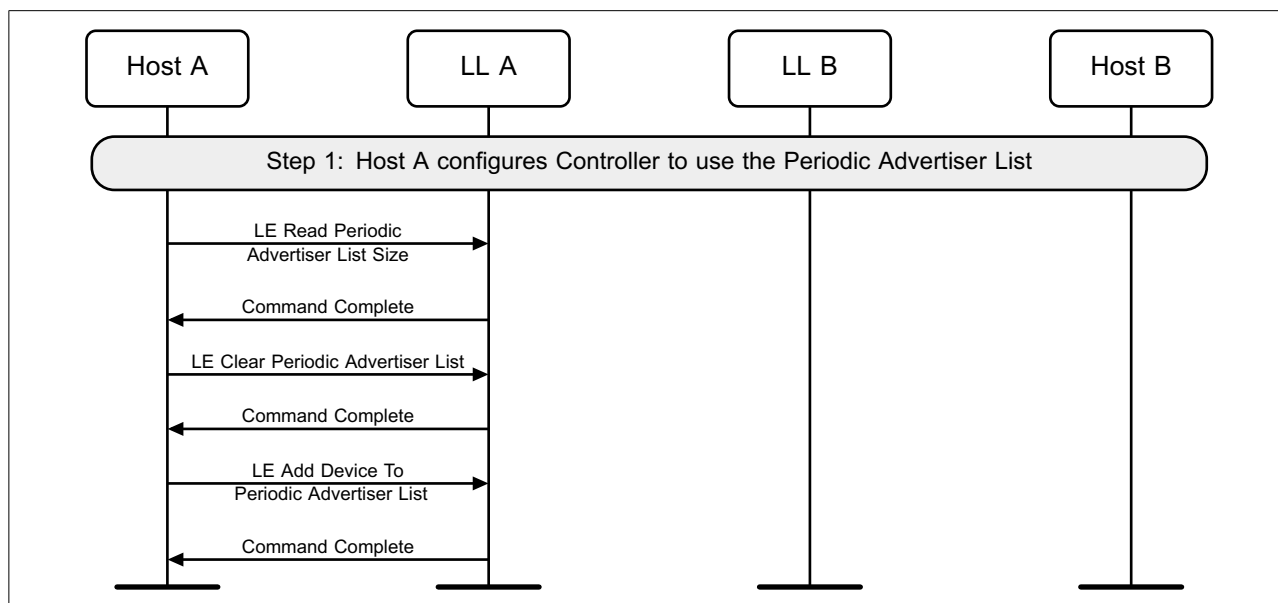 Host A
LL A
LL B
Host B
Step 1: Host A configures Controller to use the Periodic Advertiser List
LE Read Periodic
Advertiser List Size
Command Complete
LE Clear Periodic Advertiser List
Command Complete
LE Add Device To
Periodic Advertiser List
Command Complete